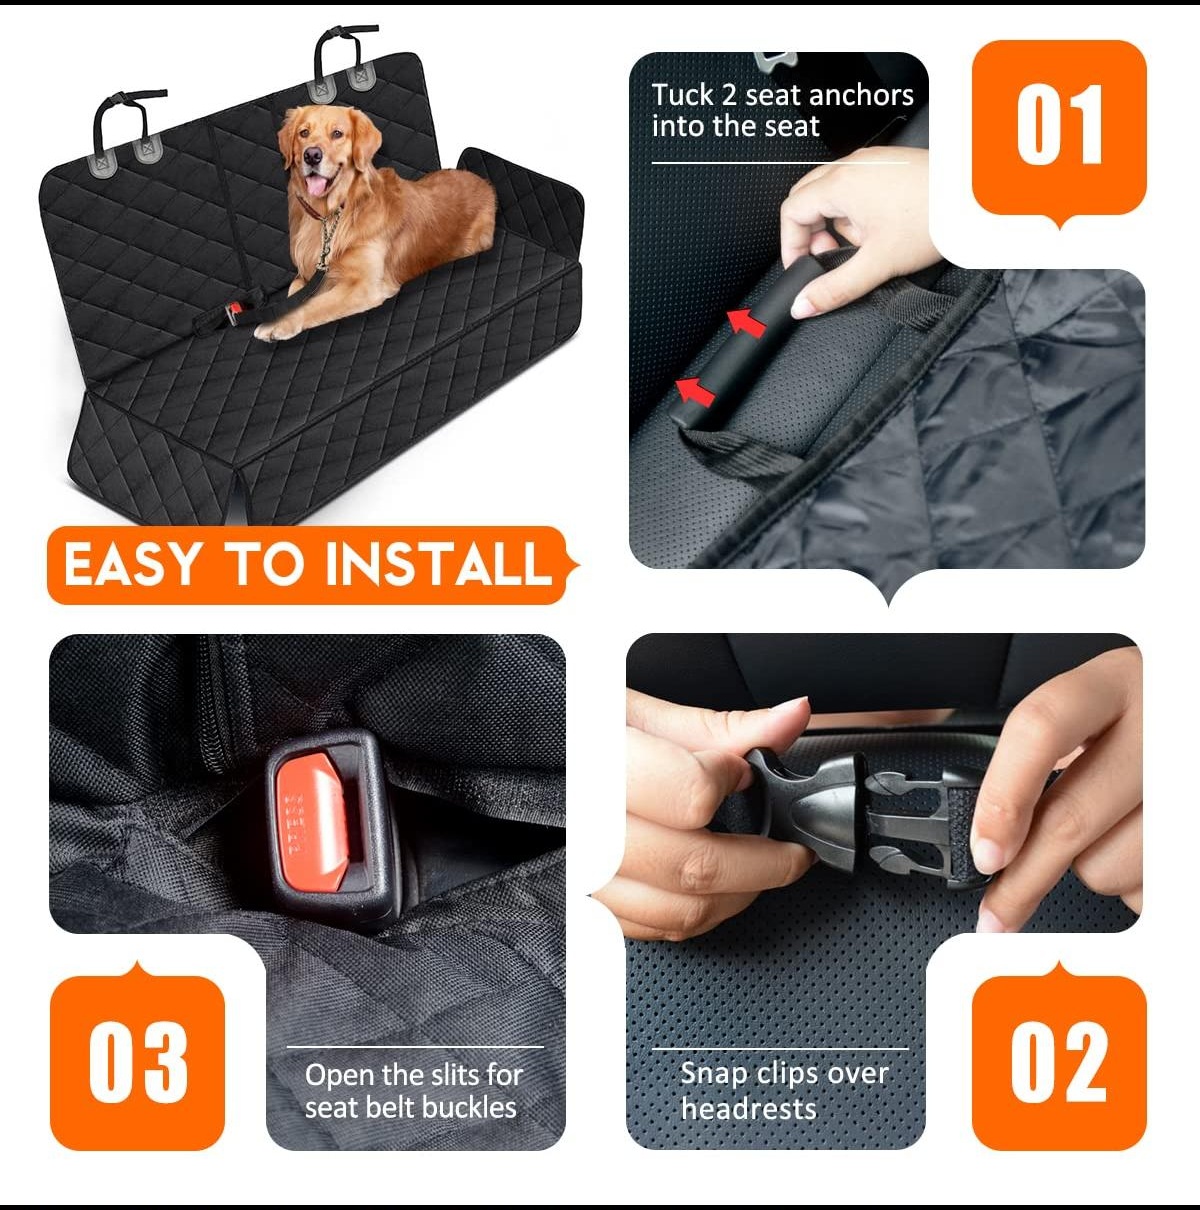 Tuck 2 seat anchors
into the seat
01
EASY TO INSTALL
Snap clips over
headrests
02
03
Open the slits for
seat belt buckles
PRESS